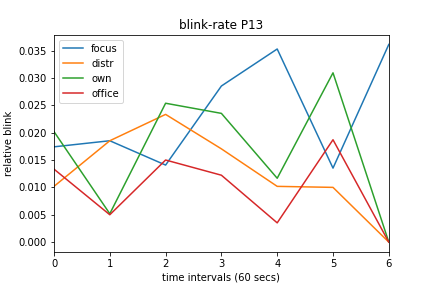 blink-rate P13
relative blink
0.035
0.030
0.025
0.020
0.015
0.010
0.005
0.000
focus
distr
own
office
0 1 2 3 4 5 6
time intervals (60 secs)